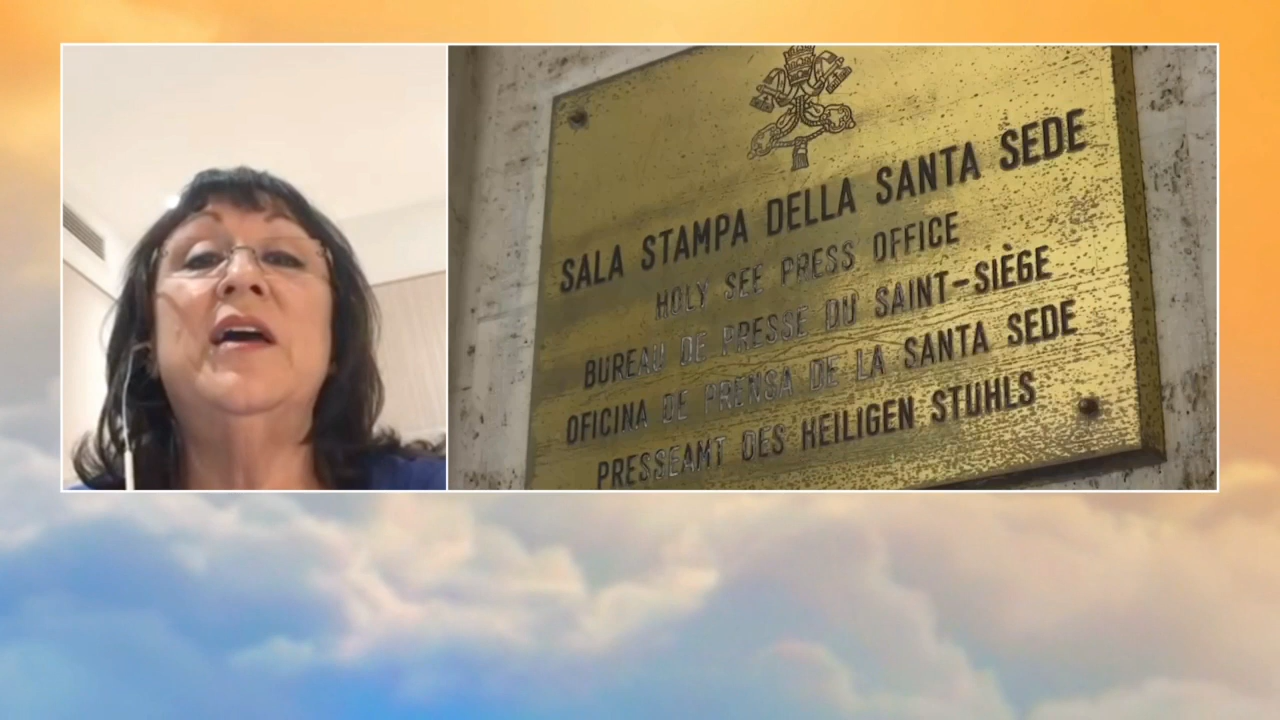 SALA STAMPA DELLA SANTA SEDE
HOLY SEE PRESS OFFICE
BUREAU DE PRESSE DU SAINT-SIÈGE
OFICINA DE PRENSA DE LA SANTA SEDE
PRESSEAMT DES HEILIGEN STUHLS